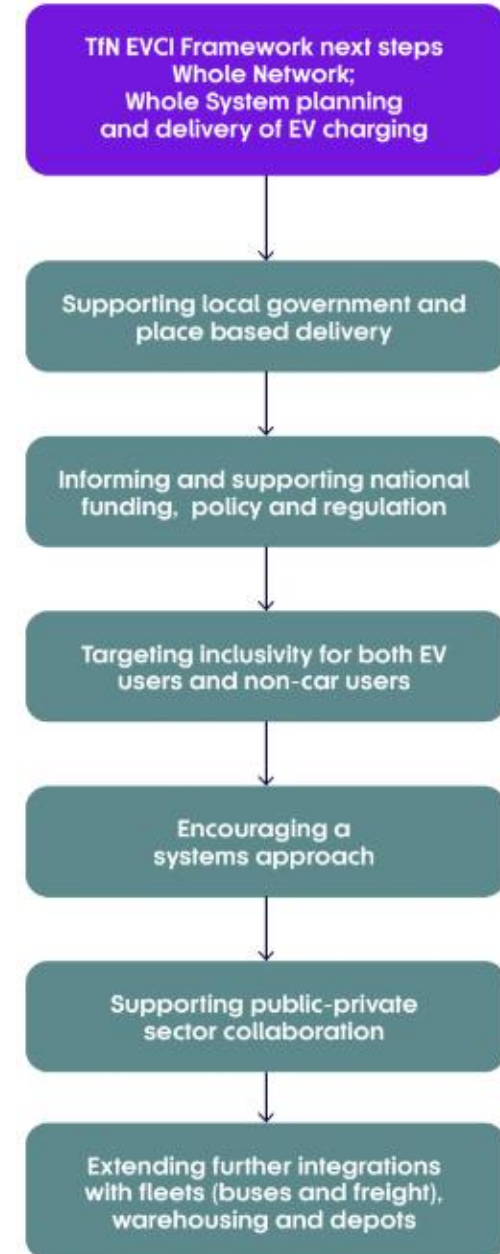 TfN EVCI Framework next steps
Whole Network;
Whole System planning
and delivery of EV charging
Supporting local government and
place based delivery
Informing and supporting national
funding, policy and regulation
Targeting inclusivity for both EV
users and non-car users
Encouraging a
systems approach
Supporting public-private
sector collaboration
Extending further integrations
with fleets (buses and freight),
warehousing and depots